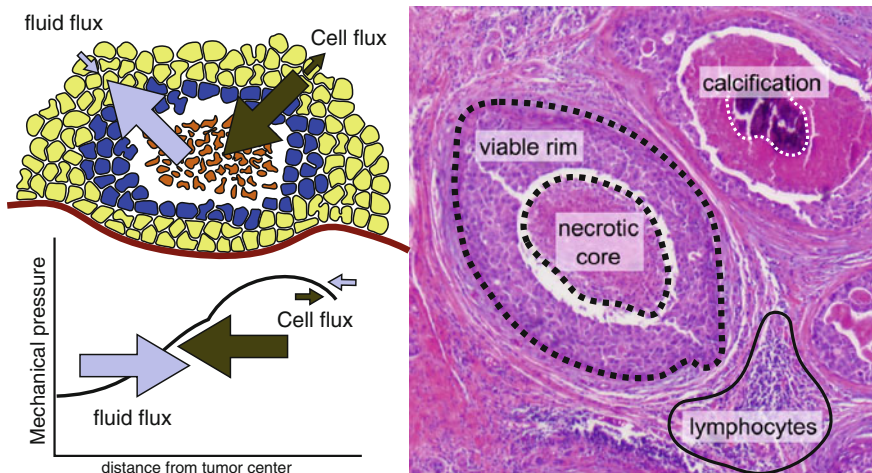 fluid flux
Cell flux
Mechanical pressure
Cell flux
fluid flux
distance from tumor center
calcification
viable rim
necrotic
core
lymphocytes